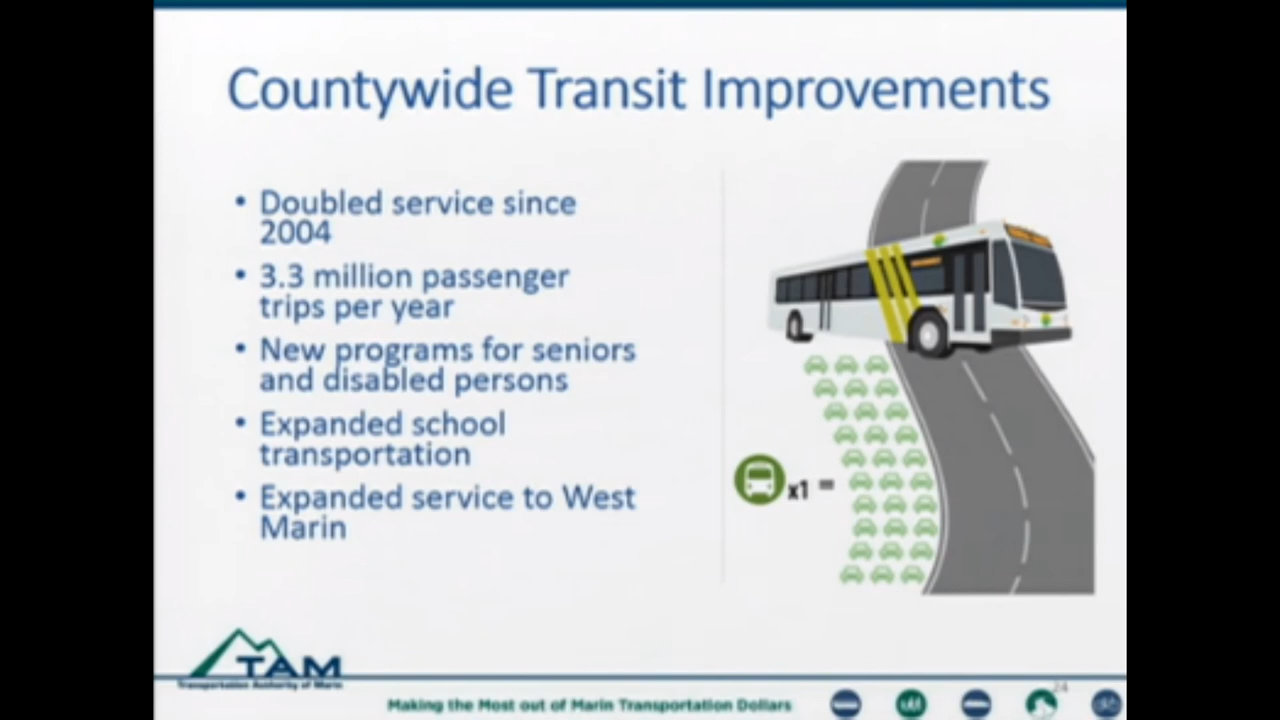 Countywide Transit Improvements
• Doubled service since
2004
• 3.3 million passenger
trips per year
• New programs for seniors
and disabled persons
• Expanded school
transportation
• Expanded service to West
Marin
x1 =
TAM
Transportation Authority of Marin
24
Making the Most out of Marin Transportation Dollars